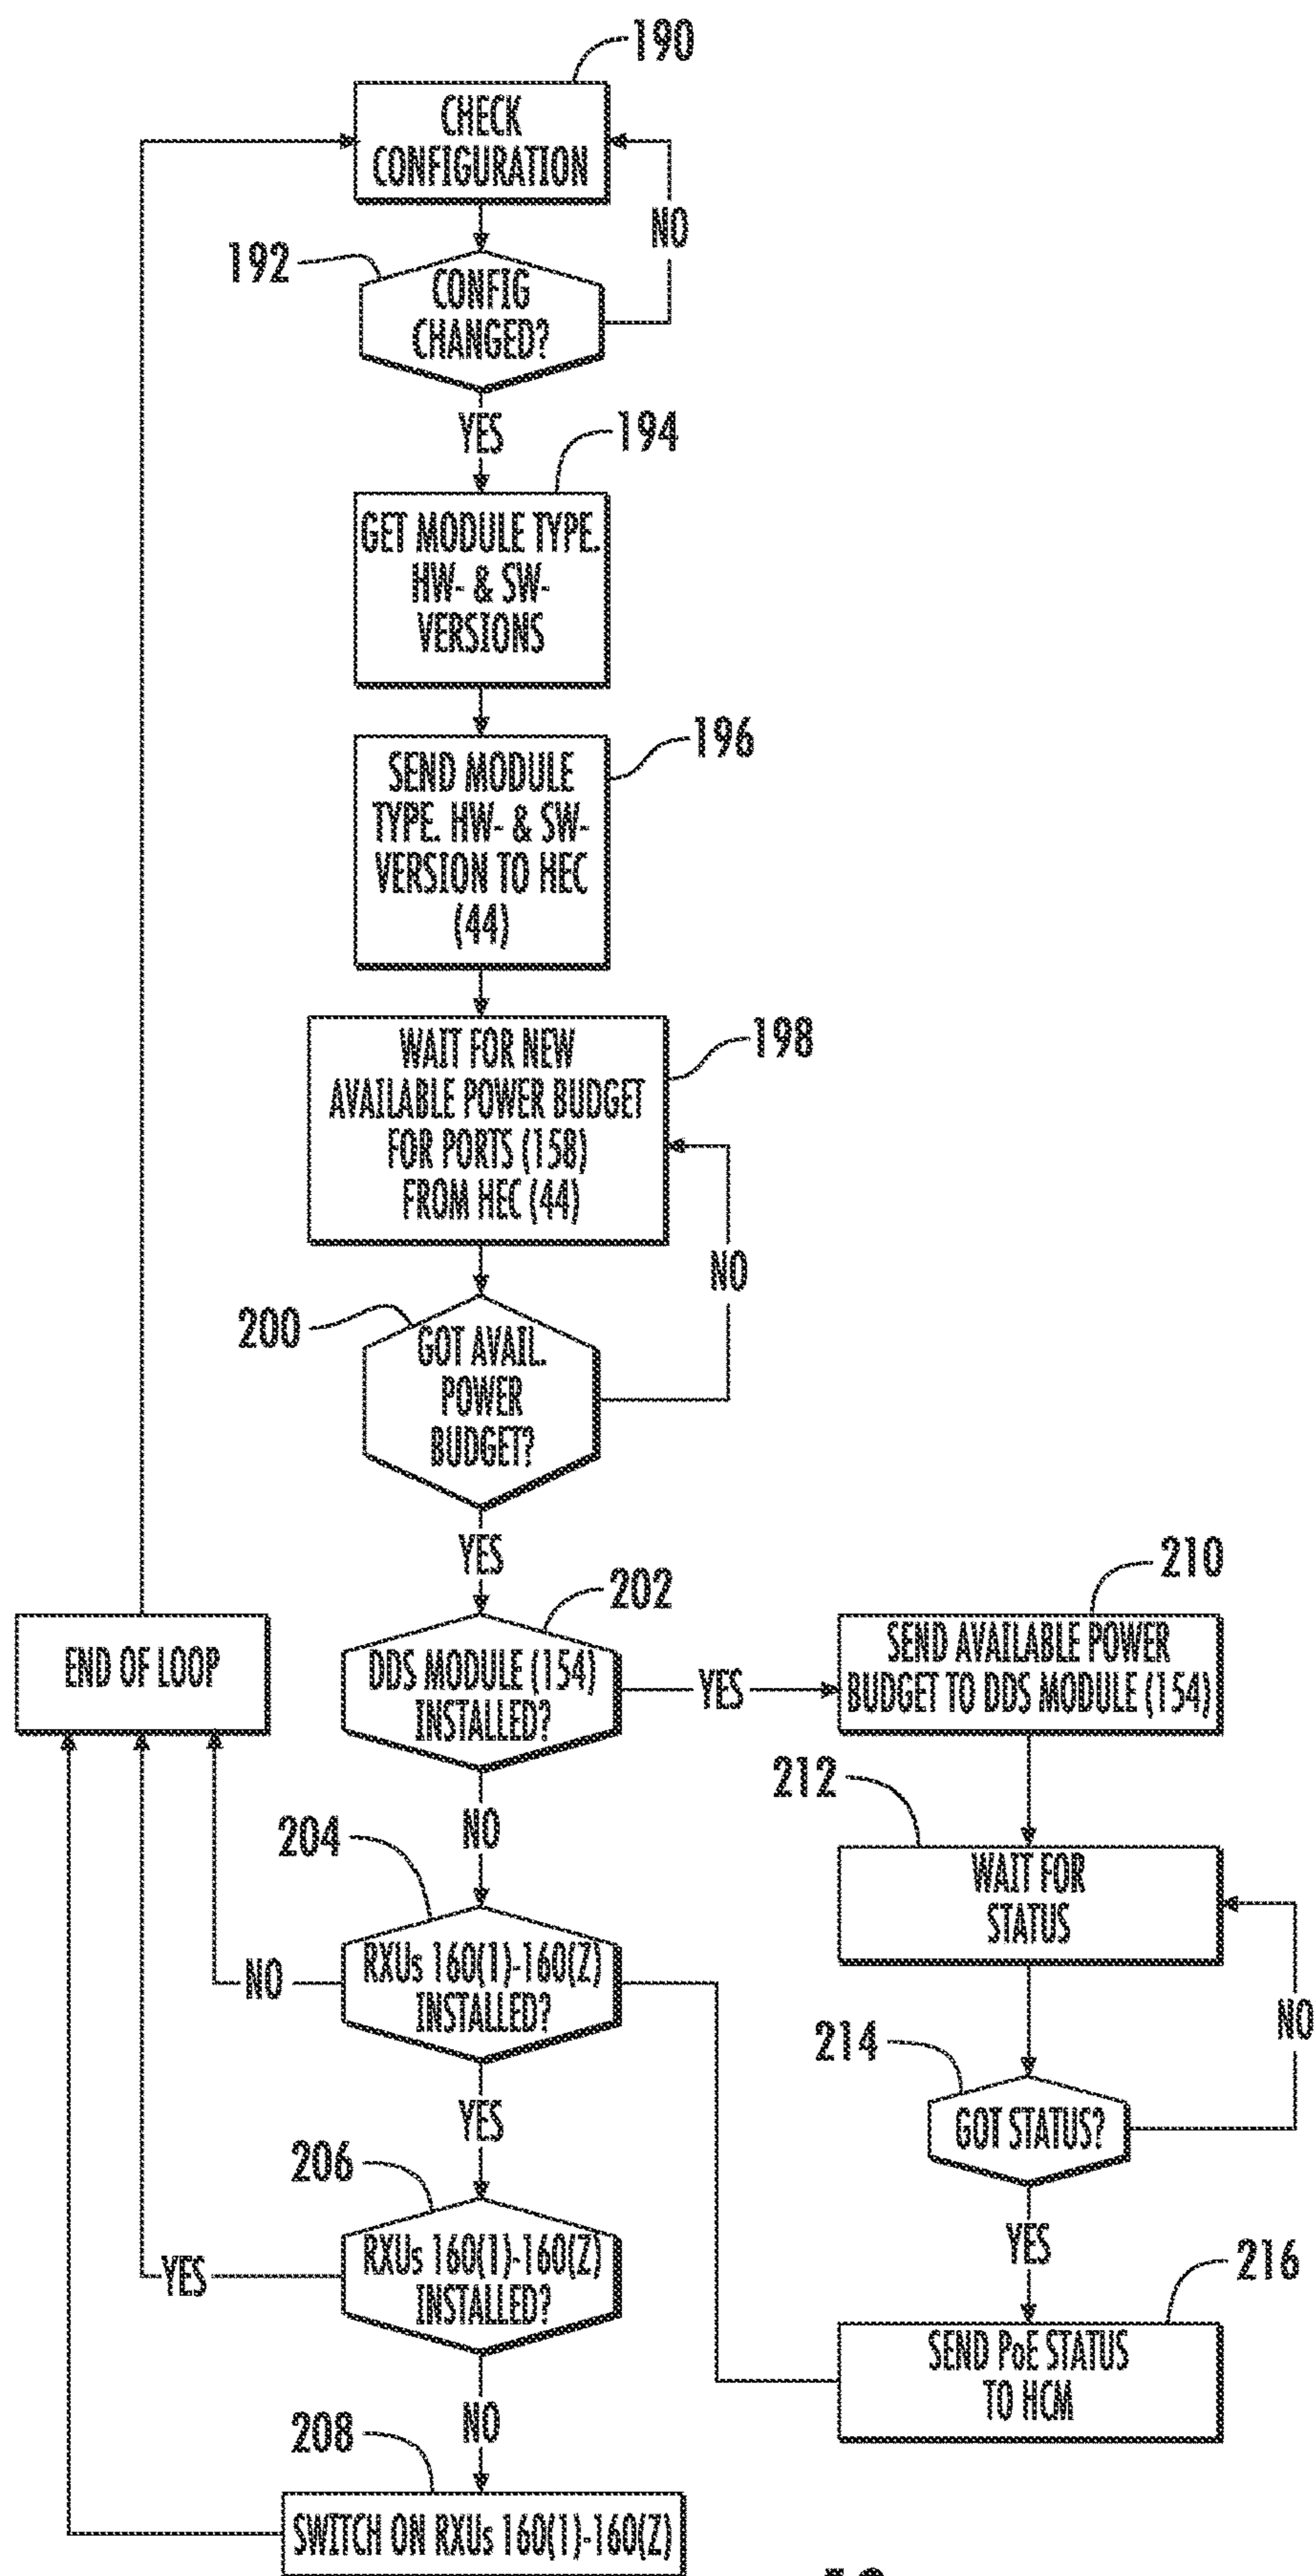 190
CHECK
CONFIGURATION
NO
192
CONFIG
CHANGED?
YES
194
GET MODULE TYPE.
HW- & SW-
VERSIONS
196
SEND MODULE
TYPE. HW- & SW-
VERSION TO HEC
(44)
198
WAIT FOR NEW
AVAILABLE POWER BUDGET
FOR PORTS (158)
FROM HEC (44)
NO
200
GOT AVAIL.
POWER
BUDGET?
YES
202
DDS MODULE (154)
INSTALLED?
YES
210
SEND AVAILABLE POWER
BUDGET TO DDS MODULE (154)
END OF LOOP
NO
212
WAIT FOR
STATUS
204
RXUs 160(1)-160(Z)
INSTALLED?
NO
NO
214
GOT STATUS?
YES
YES
206
RXUs 160(1)-160(Z)
INSTALLED?
YES
216
SEND PoE STATUS
TO HCM
NO
208
SWITCH ON RXUs 160(1)-160(Z)